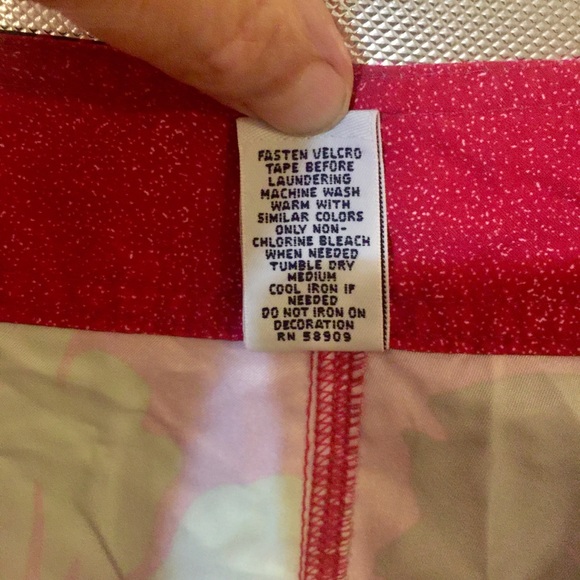 FASTEN VELCRO
TAPE BEFORE
LAUNDERING
MACHINE WASH
WARM WITH
SIMILAR COLORS
ONLY NON-
CHLORINE BLEACH
WHEN NEEDED
TUMBLE DRY
MEDIUM
COOL IRON IF
NEEDED
DO NOT IRON ON
DECORATION
RN 58909